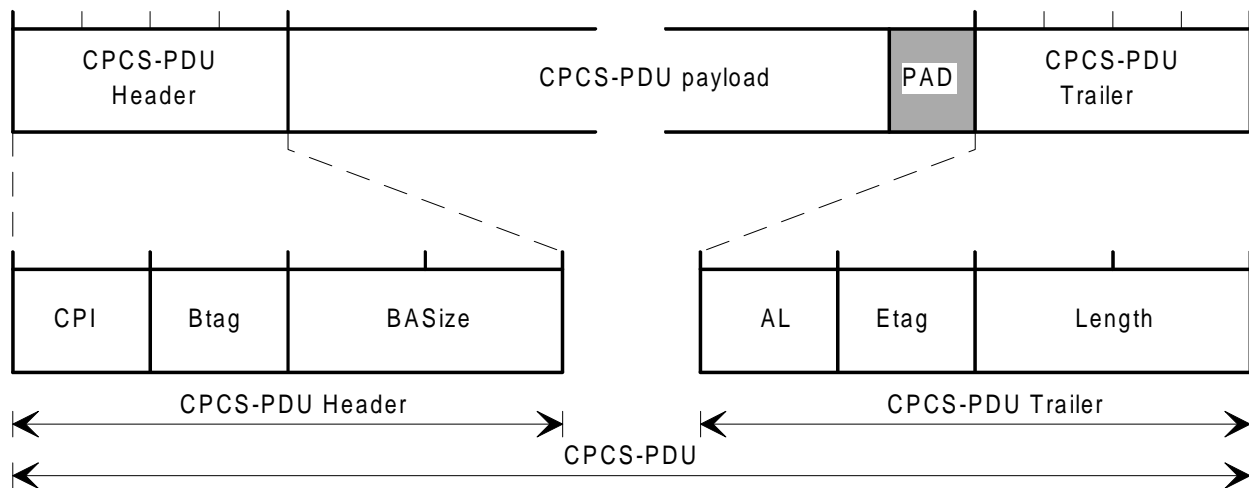 CPCS-PDU
Header
CPCS-PDU payload
PAD
CPCS-PDU
Trailer
CPI
Btag
BASize
AL
Etag
Length
CPCS-PDU Header
CPCS-PDU Trailer
CPCS-PDU